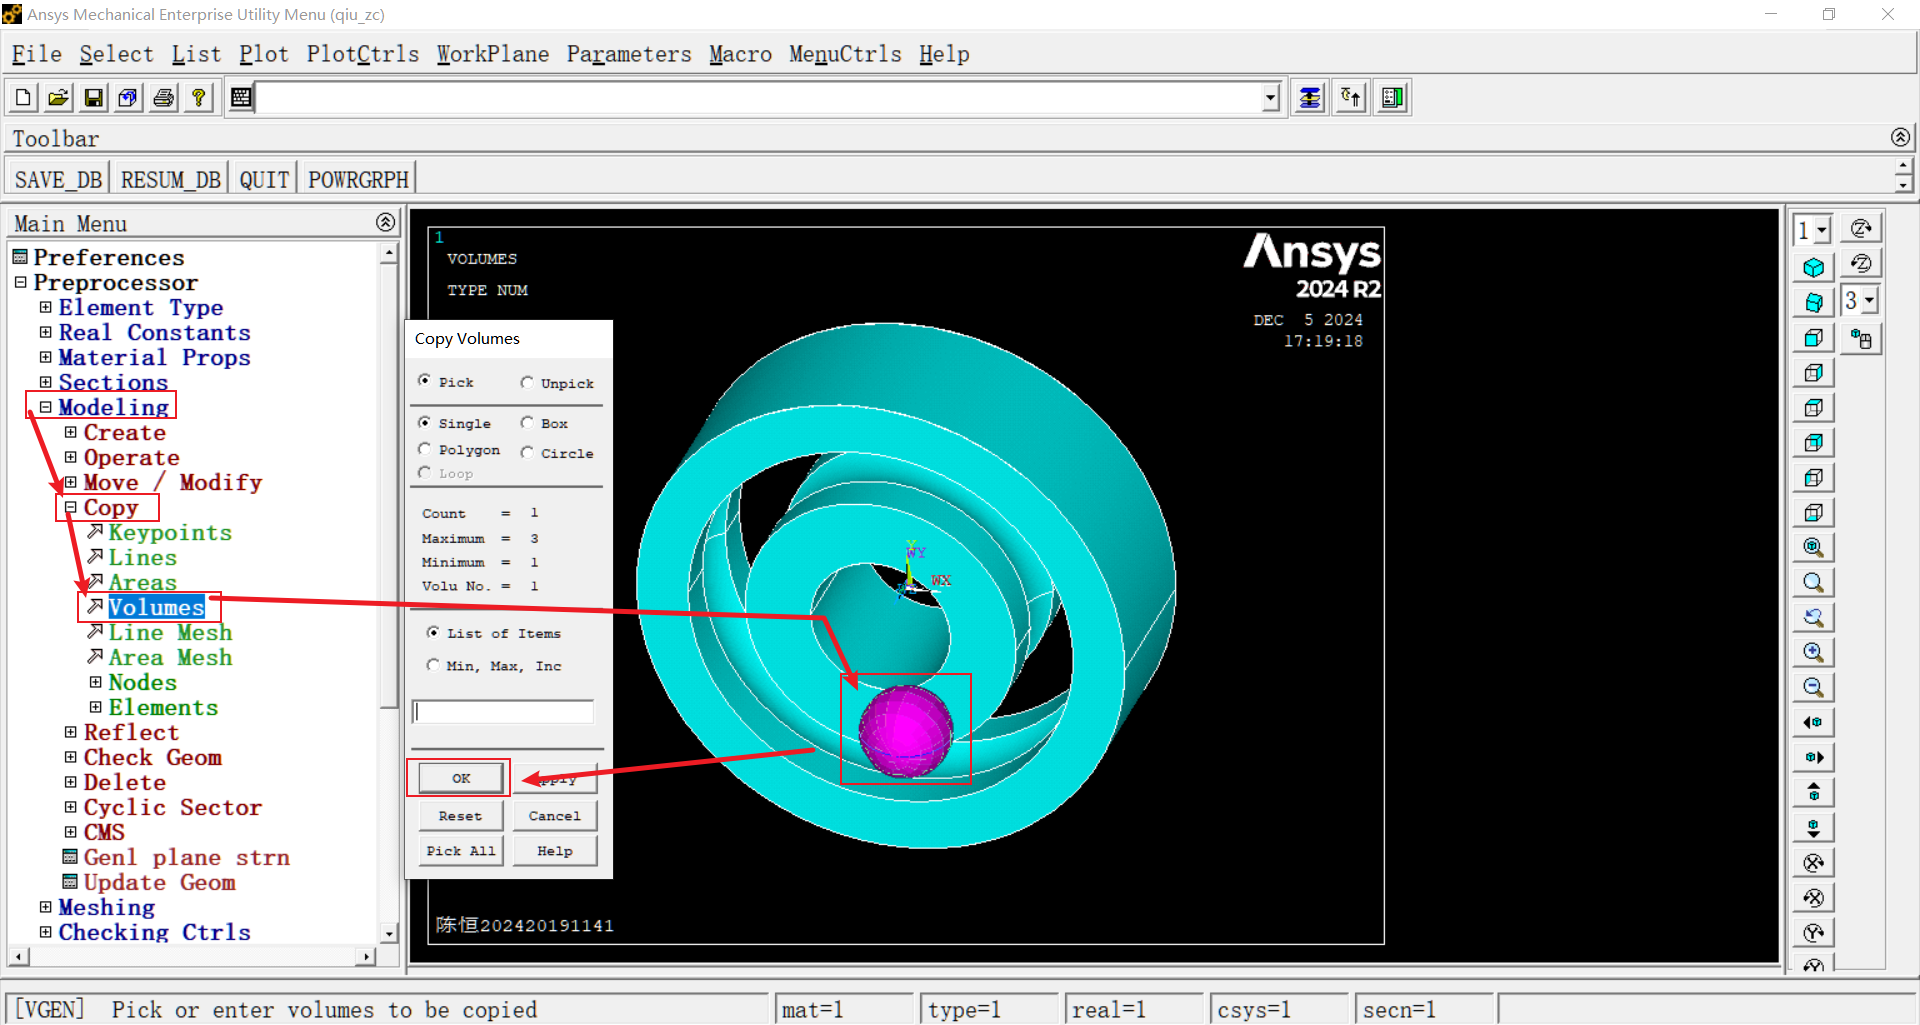 Ansys Mechanical Enterprise Utility Menu (qiu_zc)
File Select List Plot PlotCtrls WorkPlane Parameters Macro MenuCtrls Help
Toolbar
SAVE_DB RESUM_DB QUIT POWRGRPH
Main Menu
Preferences
Preprocessor
Element Type
Real Constants
Material Props
Sections
Modeling
Create
Operate
Move / Modify
Copy
Keypoints
Lines
Areas
Volumes
Line Mesh
Area Mesh
Nodes
Elements
Reflect
Check Geom
Delete
Cyclic Sector
CMS
Genl plane strn
Update Geom
Meshing
Checking Ctrls
1
VOLUMES
TYPE NUM
Ansys
2024 R2
DEC 5 2024
17:19:18
Copy Volumes
Pick Unpick
Single Box
Polygon Circle
Loop
Count = 1
Maximum = 3
Minimum = 1
Volu No. = 1
List of Items
Min, Max, Inc
OK
Reset Cancel
Pick All Help
Y
WY
WX
陈恒202420191141
1
3
[VGEN] Pick or enter volumes to be copied
mat=1 type=1 real=1 csys=1 secn=1